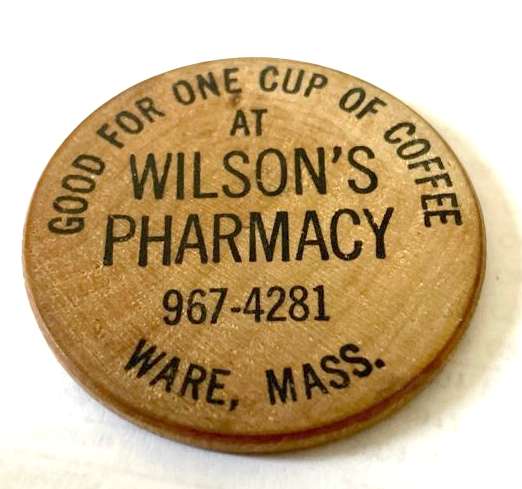 GOOD FOR ONE CUP OF COFFEE
AT
WILSON'S
PHARMACY
967-4281
WARE, MASS.